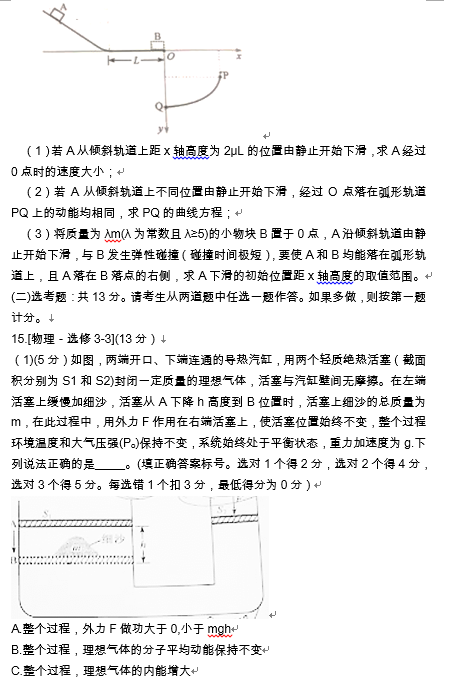 A
B
L
O
x
P
Q
y
（1)若 A 从倾斜轨道上距 x 轴高度为 2μL 的位置由静止开始下滑，求 A 经过
O 点时的速度大小；
（2）若 A 从倾斜轨道上不同位置由静止开始下滑，经过 O 点落在弧形轨道
PQ 上的动能均相同，求 PQ 的曲线方程；
（3）将质量为 λm(λ 为常数且 λ≥5)的小物块 B 置于 O 点，A 沿倾斜轨道由静
止开始下滑，与 B 发生弹性碰撞（碰撞时间极短），要使 A 和 B 均能落在弧形轨
道上，且 A 落在 B 落点的右侧，求 A 下滑的初始位置距 x 轴高度的取值范围。
(二)选考题：共 13 分。请考生从两道题中任选一题作答。如果多做，则按第一题
计分。
15.[物理－选修 3-3](13 分）
（1)(5 分）如图，两端开口、下端连通的导热汽缸，用两个轻质绝热活塞（截面
积分别为 S1 和 S2)封闭一定质量的理想气体，活塞与汽缸壁间无摩擦。在左端
活塞上缓慢加细沙，活塞从 A 下降 h 高度到 B 位置时，活塞上细沙的总质量为
m，在此过程中，用外力 F 作用在右端活塞上，使活塞位置始终不变，整个过程
环境温度和大气压强(P₀)保持不变，系统始终处于平衡状态，重力加速度为 g.下
列说法正确的是_____。(填正确答案标号。选对 1 个得 2 分，选对 2 个得 4 分，
选对 3 个得 5 分。每选错 1 个扣 3 分，最低得分为 0 分）
A
S
F
S
细沙
h
B
A.整个过程，外力 F 做功大于 0,小于 mgh
B.整个过程，理想气体的分子平均动能保持不变
C.整个过程，理想气体的内能增大